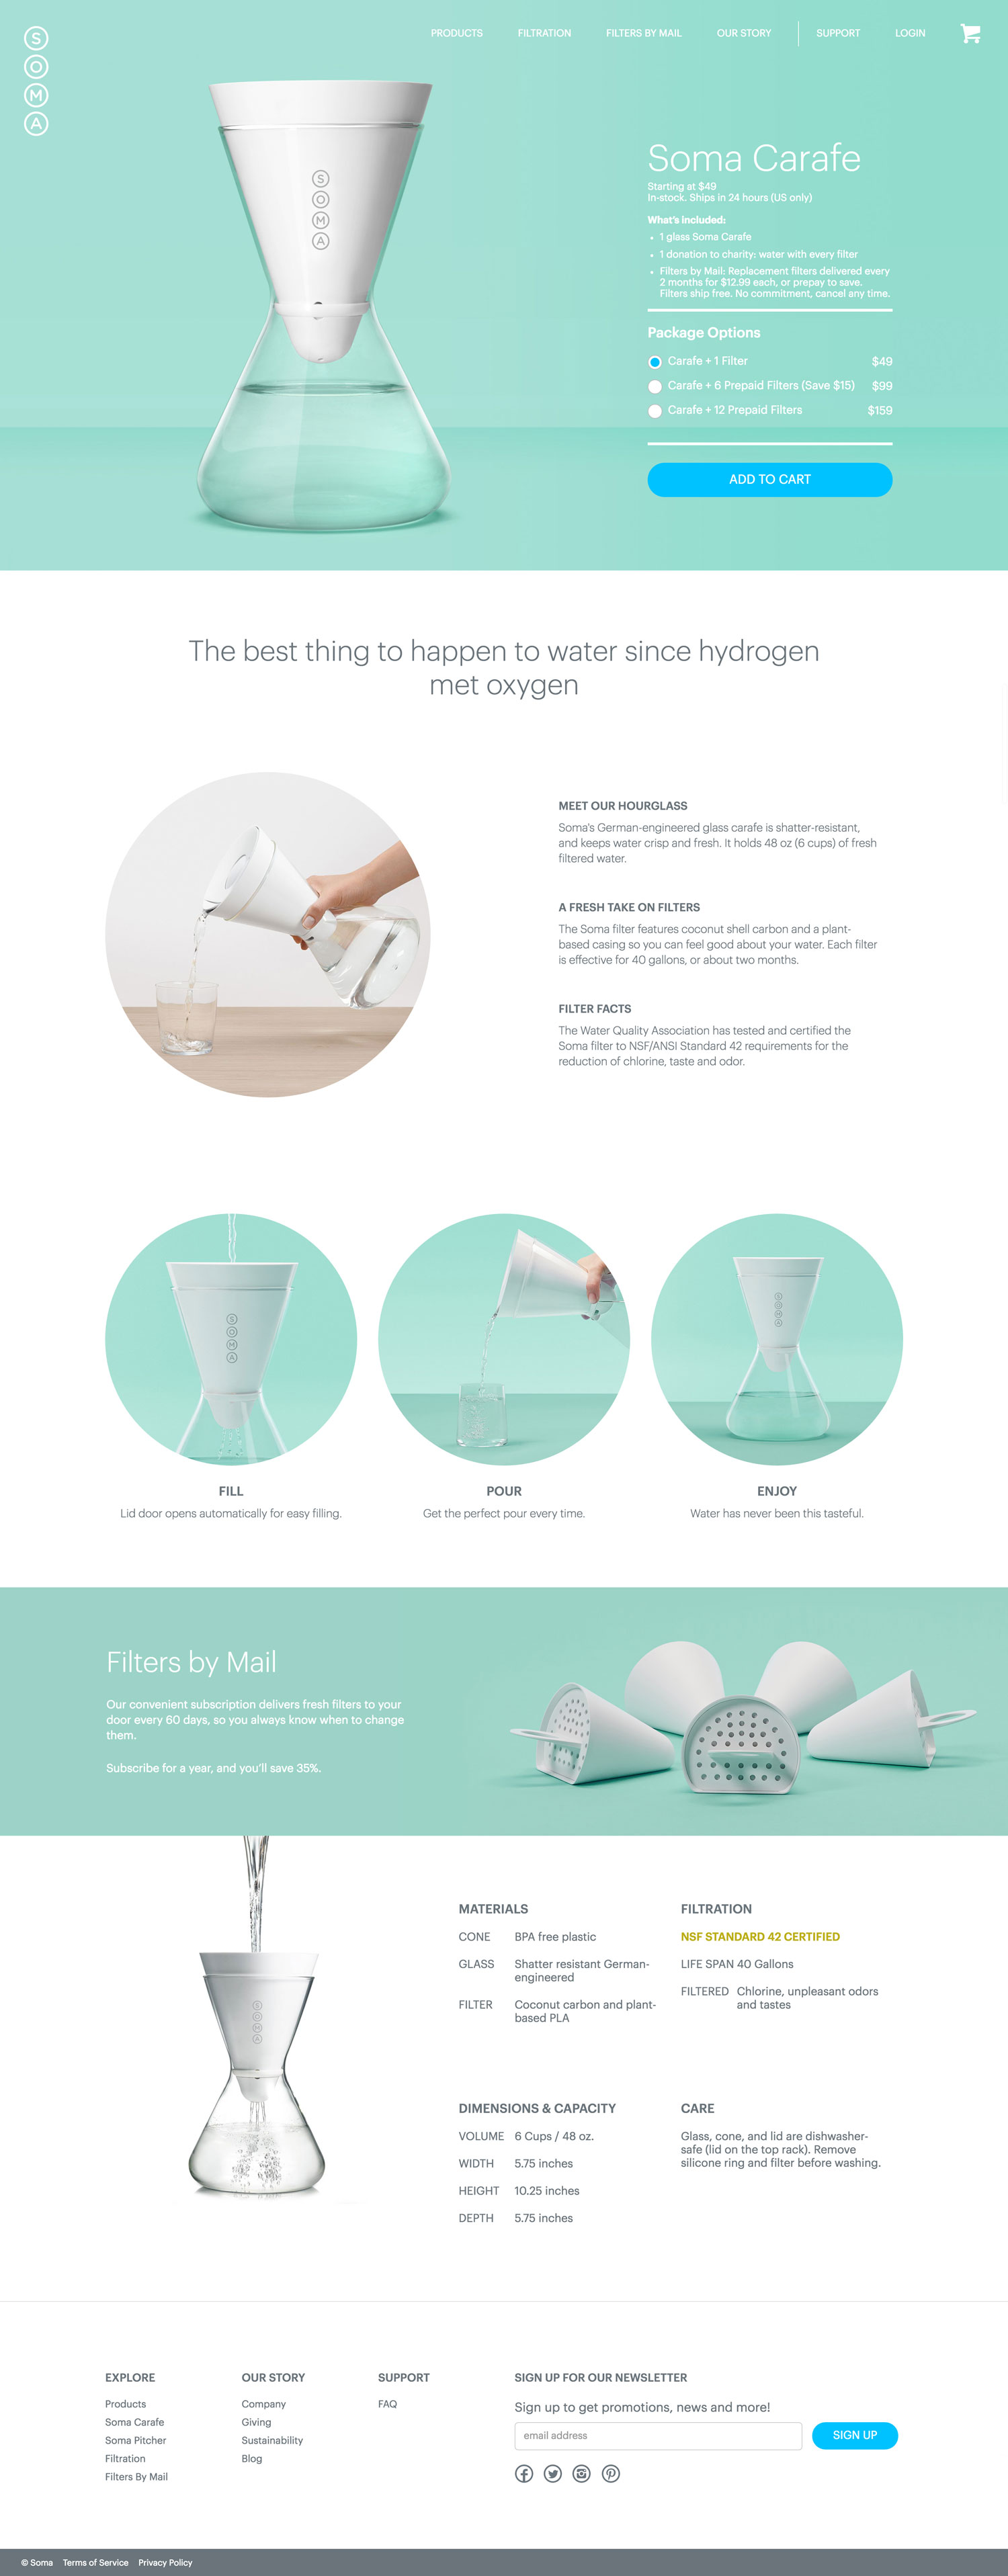 S
O
M
A
PRODUCTS FILTRATION FILTERS BY MAIL OUR STORY SUPPORT LOGIN
S
O
M
A
Soma Carafe
Starting at $49
In-stock. Ships in 24 hours (US only)
What's Included:
• 1 glass Soma Carafe
• 1 donation to charity: water with every filter
• Filters by Mail: Replacement filters delivered every
2 months for $12.99 each, or prepay to save.
Filters ship free. No commitment, cancel any time.
Package Options
Carafe + 1 Filter $49
Carafe + 6 Prepaid Filters (Save $15) $99
Carafe + 12 Prepaid Filters $159
ADD TO CART
The best thing to happen to water since hydrogen
met oxygen
MEET OUR HOURGLASS
Soma's German-engineered glass carafe is shatter-resistant,
and keeps water crisp and fresh. It holds 48 oz (6 cups) of fresh
filtered water.
A FRESH TAKE ON FILTERS
The Soma filter features coconut shell carbon and a plant-
based casing so you can feel good about your water. Each filter
is effective for 40 gallons, or about two months.
FILTER FACTS
The Water Quality Association has tested and certified the
Soma filter to NSF/ANSI Standard 42 requirements for the
reduction of chlorine, taste and odor.
S
O
M
A
S
O
M
A
FILL
Lid door opens automatically for easy filling.
POUR
Get the perfect pour every time.
ENJOY
Water has never been this tasteful.
Filters by Mail
Our convenient subscription delivers fresh filters to your
door every 60 days, so you always know when to change
them.
Subscribe for a year, and you'll save 35%.
S
O
M
A
MATERIALS
CONE BPA free plastic
GLASS Shatter resistant German-
engineered
FILTER Coconut carbon and plant-
based PLA
FILTRATION
NSF STANDARD 42 CERTIFIED
LIFE SPAN 40 Gallons
FILTERED Chlorine, unpleasant odors
and tastes
DIMENSIONS & CAPACITY
VOLUME 6 Cups / 48 oz.
WIDTH 5.75 inches
HEIGHT 10.25 inches
DEPTH 5.75 inches
CARE
Glass, cone, and lid are dishwasher-
safe (lid on the top rack). Remove
silicone ring and filter before washing.
EXPLORE
Products
Soma Carafe
Soma Pitcher
Filtration
Filters By Mail
OUR STORY
Company
Giving
Sustainability
Blog
SUPPORT
FAQ
SIGN UP FOR OUR NEWSLETTER
Sign up to get promotions, news and more!
email address SIGN UP
© Soma Terms of Service Privacy Policy